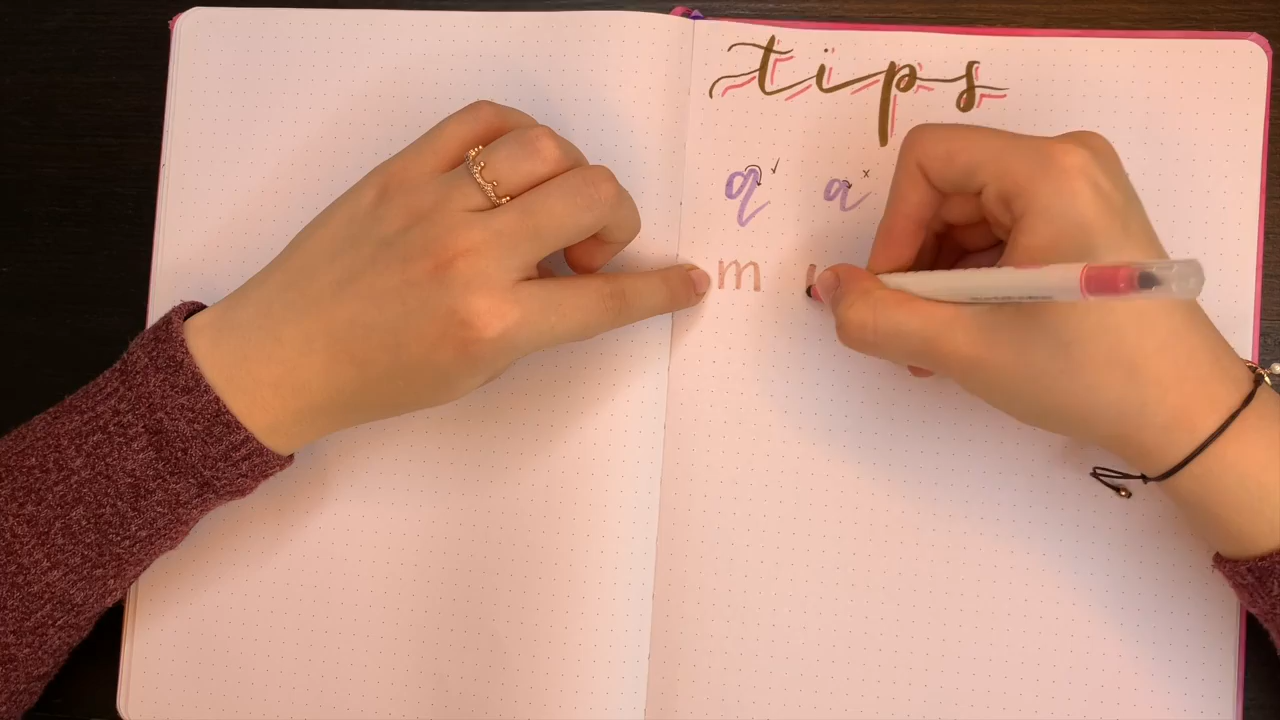 tips
q ✓ a ×
m